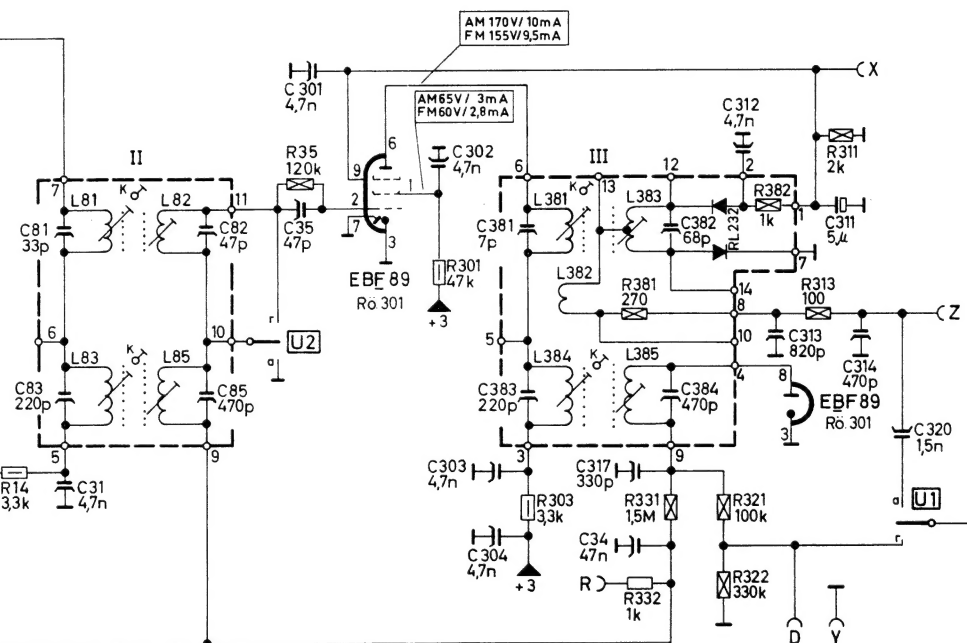 AM 170V/ 10mA
FM 155V/9,5mA
X
C301
4,7n
AM65V/ 3mA
FM60V/2,8mA
C312
4,7n
R311
2k
II
R35
120k
6
9
2
7
3
1
C302
4,7n
III
6
13
12
2
7
L81
K
L82
11
C81
33p
C82
47p
C35
47p
L381
K
L383
C381
7p
C382
68p
RL232
R382
1k
1
C311
5µ
7
EBF 89
Rö 301
R301
47k
+3
L382
R381
270
14
8
R313
100
Z
6
10
r
a
U2
5
10
C313
820p
C314
470p
L83
K
L85
C83
220p
C85
470p
L384
K
L385
C383
220p
C384
470p
4
8
3
EBF 89
Rö. 301
C320
1,5n
5
9
3
9
R14
3,3k
C31
4,7n
C303
4,7n
R303
3,3k
C304
4,7n
+3
C317
330p
R331
1,5M
R321
100k
a
U1
r
C34
47n
R
R332
1k
R322
330k
D
Y